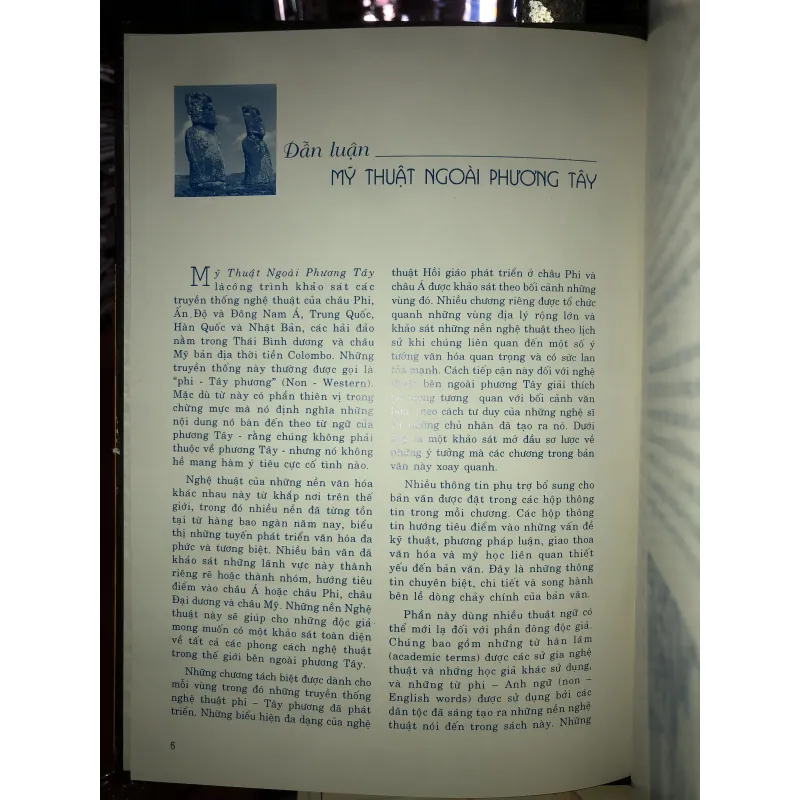 Dẫn luận
MỸ THUẬT NGOÀI PHƯƠNG TÂY
Mỹ Thuật Ngoài Phương Tây
làcông trình khảo sát các
truyền thống nghệ thuật của châu Phi,
Ấn Độ và Đông Nam Á, Trung Quốc,
Hàn Quốc và Nhật Bản, các hải đảo
nằm trong Thái Bình dương và châu
Mỹ bản địa thời tiền Colombo. Những
truyền thống này thường được gọi là
“phi - Tây phương” (Non - Western).
Mặc dù từ này có phần thiên vị trong
chừng mực mà nó định nghĩa những
nội dung nó bàn đến theo từ ngữ của
phương Tây - rằng chúng không phải
thuộc về phương Tây - nhưng nó không
hề mang hàm ý tiêu cực cố tình nào.
Nghệ thuật của những nền văn hóa
khác nhau này từ khắp nơi trên thế
giới, trong đó nhiều nền đã từng tồn
tại từ hàng bao ngàn năm nay, biểu
thị những tuyến phát triển văn hóa đa
phức và tương biệt. Nhiều bản văn đã
khảo sát những lãnh vực này thành
riêng rẽ hoặc thành nhóm, hướng tiêu
điểm vào châu Á hoặc châu Phi, châu
Đại dương và châu Mỹ. Những nền Nghệ
thuật này sẽ giúp cho những độc giả
mong muốn có một khảo sát toàn diện
về tất cả các phong cách nghệ thuật
trong thế giới bên ngoài phương Tây.
Những chương tách biệt được dành cho
mỗi vùng trong đó những truyền thống
nghệ thuật phi – Tây phương đã phát
triển. Những biểu hiện đa dạng của nghệ
thuật Hồi giáo phát triển ở châu Phi và
châu Á được khảo sát theo bối cảnh những
vùng đó. Nhiều chương riêng được tổ chức
quanh những vùng địa lý rộng lớn và
khảo sát những nền nghệ thuật theo lịch
sử khi chúng liên quan đến một số ý
tưởng văn hóa quan trọng và có sức lan
tỏa mạnh. Cách tiếp cận này đối với nghệ
thuật bên ngoài phương Tây giải thích
tương quan với bối cảnh văn
theo cách tư duy của những nghệ sĩ
những chủ nhân đã tạo ra nó. Dưới
là một khảo sát mở đầu sơ lược về
những ý tưởng mà các chương trong bản
văn này xoay quanh.
Nhiều thông tin phụ trợ bổ sung cho
bản văn được đặt trong các hộp thông
tin trong mỗi chương. Các hộp thông
tin hướng tiêu điểm vào những vấn đề
kỹ thuật, phương pháp luận, giao thoa
văn hóa và mỹ học liên quan thiết
yếu đến bản văn. Đây là những thông
tin chuyên biệt, chi tiết và song hành
bên lề dòng chảy chính của bản văn.
Phần này dùng nhiều thuật ngữ có
thể mới lạ đối với phần đông độc giả.
Chúng bao gồm những từ hàn lâm
(academic terms) được các sử gia nghệ
thuật và những học giả khác sử dụng,
và những từ phi – Anh ngữ (non –
English words) được sử dụng bởi các
dân tộc đã sáng tạo ra những nền nghệ
thuật nói đến trong sách này. Những
6